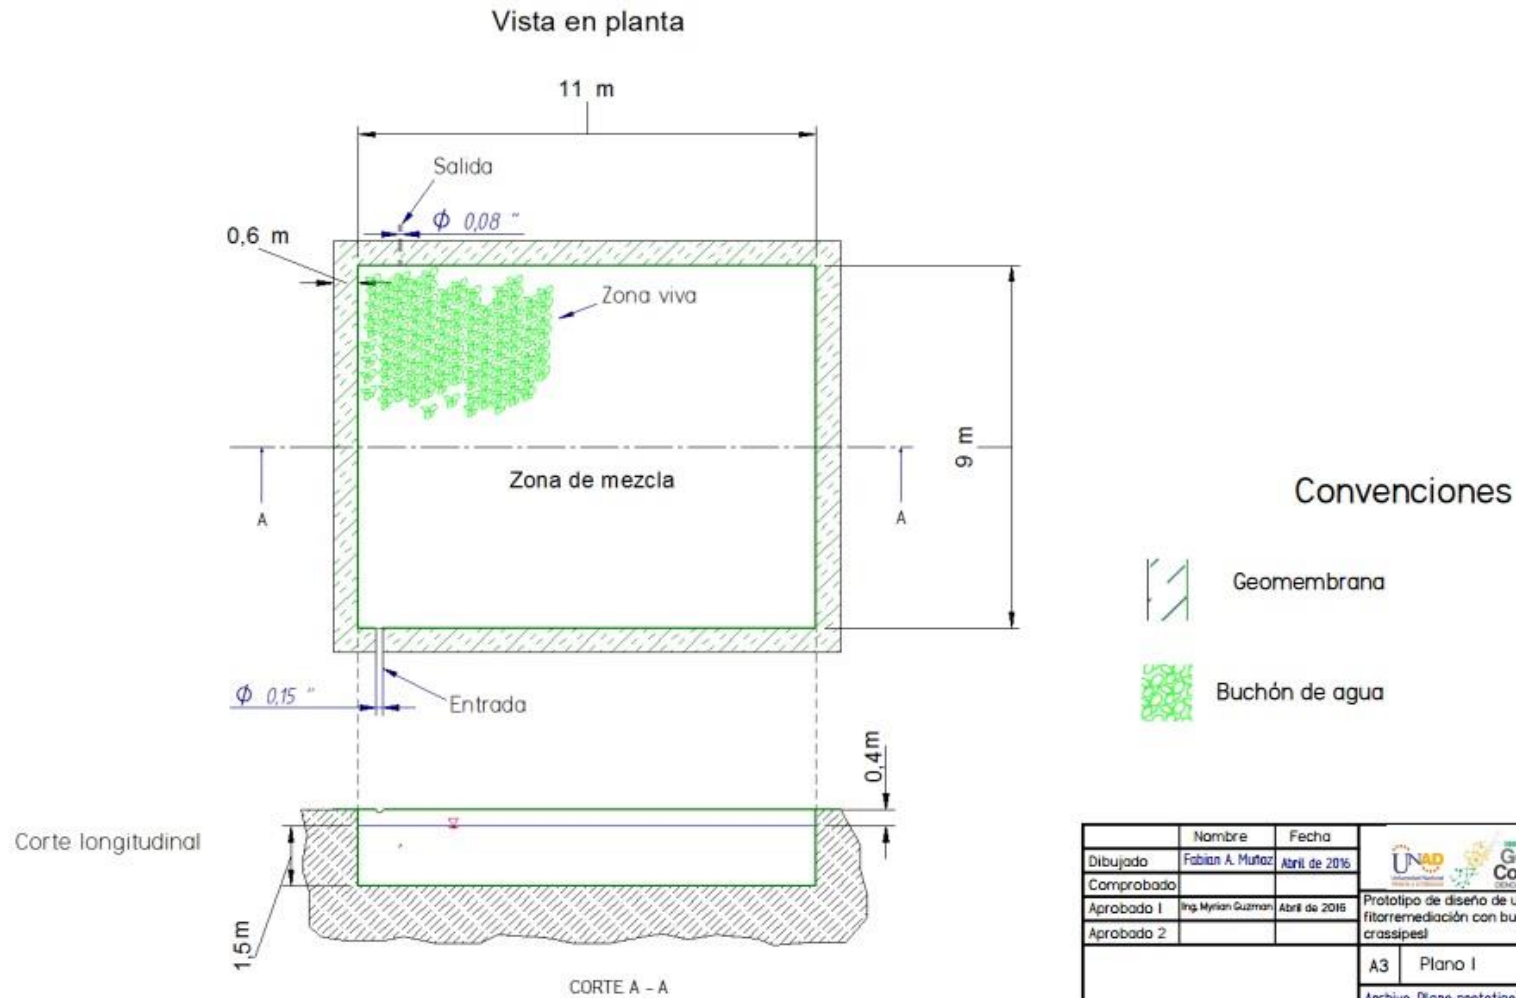 Vista en planta
11 m
Salida
ϕ 0,08 "
0,6 m
Zona viva
9 m
Zona de mezcla
A
A
Convenciones
Geomembrana
Buchón de agua
ϕ 0,15 "
Entrada
0,4m
Corte longitudinal
1,5m
CORTE A - A
Nombre
Fecha
Dibujado
Fabian A. Muñoz
Abril de 2016
Comprobado
Aprobado 1
Ing. Myrian Guzman
Abril de 2016
Aprobado 2
UNAD
Prototipo de diseño de u
fitorremediación con bu
crassipes)
A3
Plano 1